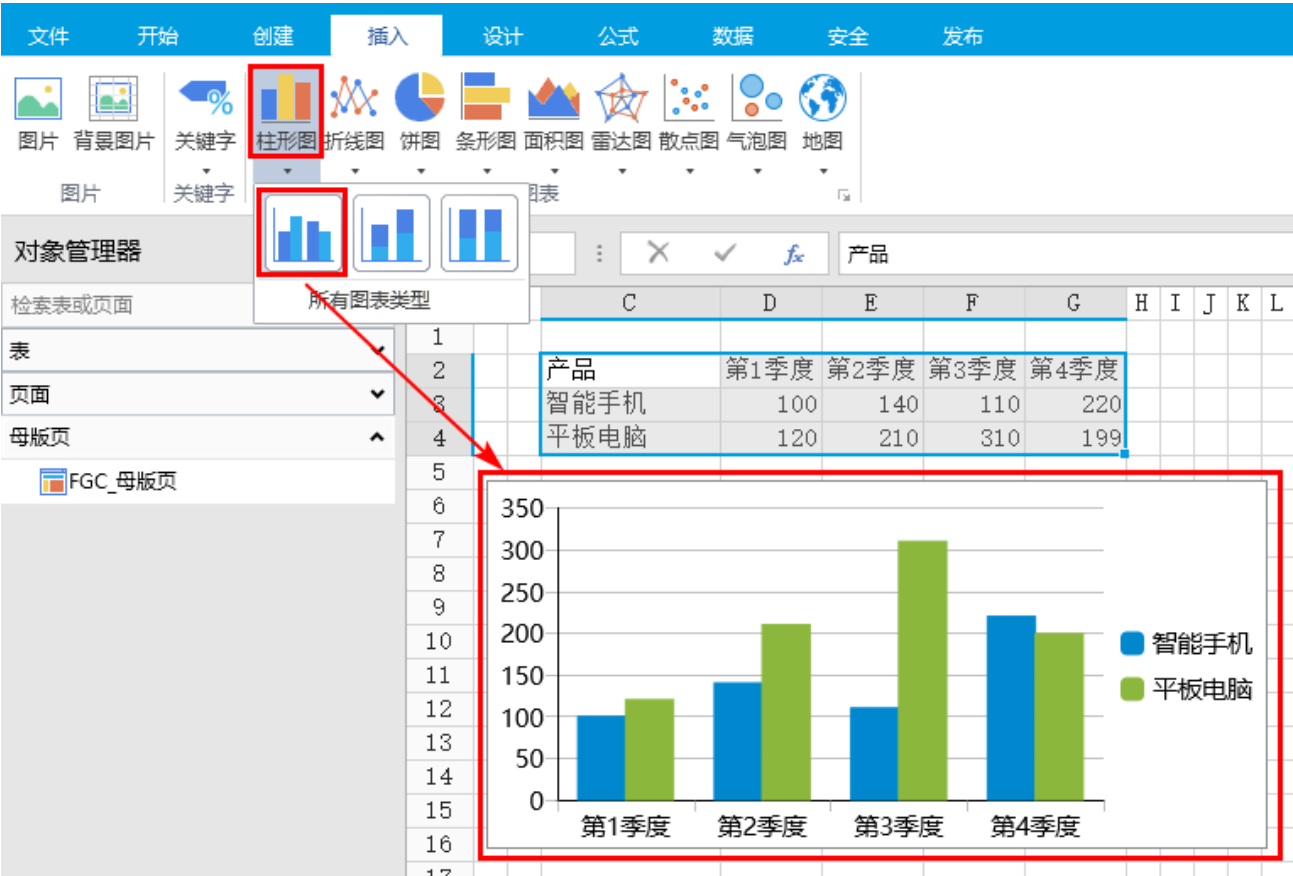 文件 开始 创建 插入 设计 公式 数据 安全 发布
图片 背景图片 关键字 柱形图 折线图 饼图 条形图 面积图 雷达图 散点图 气泡图 地图
图片 关键字 图表
对象管理器
fx 产品
检索表或页面
所有图表类型
C D E F G H I J K L
表
页面
母版页
FGC_母版页
1
2 产品 第1季度 第2季度 第3季度 第4季度
3 智能手机 100 140 110 220
4 平板电脑 120 210 310 199
5
6
7
8
9
10
11
12
13
14
15
16
17
350
300
250
200
150
100
50
0
第1季度 第2季度 第3季度 第4季度
智能手机
平板电脑